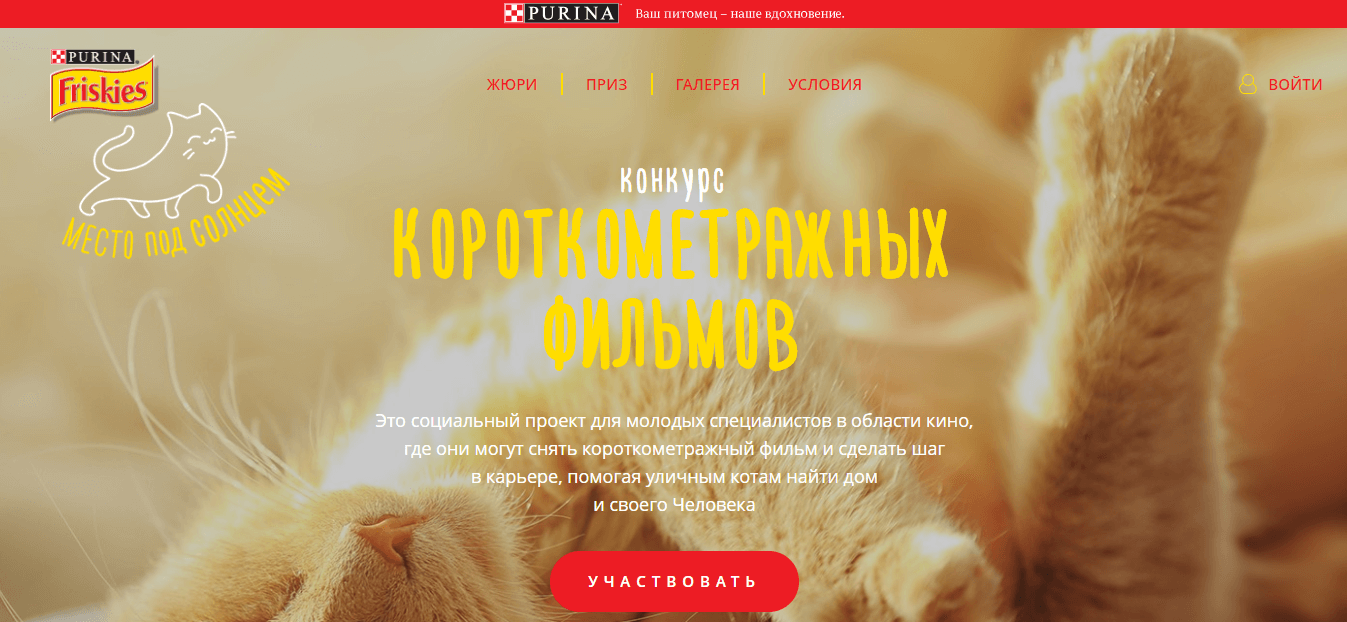 PURINA Ваш питомец – наше вдохновение.
PURINA
Friskies
ЖЮРИ
ПРИЗ
ГАЛЕРЕЯ
УСЛОВИЯ
ВОЙТИ
МЕСТО ПОД СОЛНЦЕМ
КОНКУРС
КОРОТКОМЕТРАЖНЫХ
ФИЛЬМОВ
Это социальный проект для молодых специалистов в области кино,
где они могут снять короткометражный фильм и сделать шаг
в карьере, помогая уличным котам найти дом
и своего Человека
УЧАСТВОВАТЬ